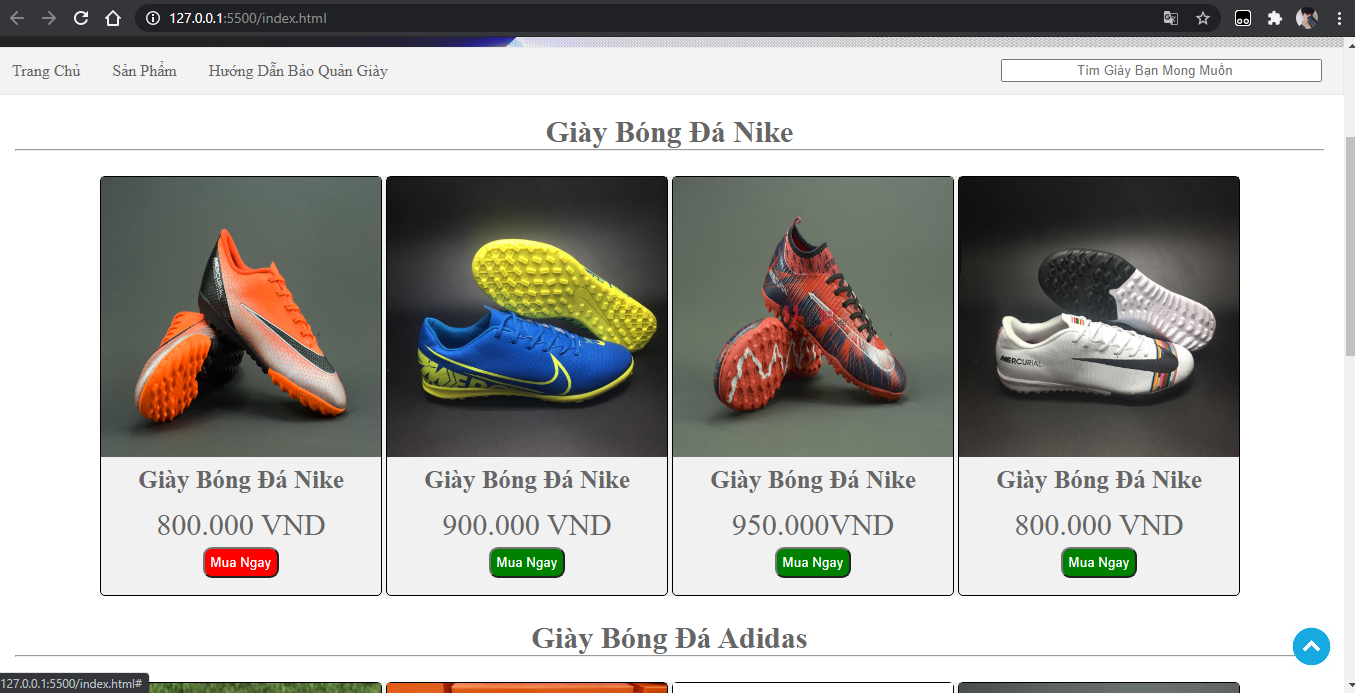 127.0.0.1:5500/index.html
Trang Chủ Sản Phẩm Hướng Dẫn Bảo Quản Giày Tìm Giày Bạn Mong Muốn
Giày Bóng Đá Nike
MERCURIAL
Giày Bóng Đá Nike Giày Bóng Đá Nike Giày Bóng Đá Nike Giày Bóng Đá Nike
800.000 VND 900.000 VND 950.000VND 800.000 VND
Mua Ngay Mua Ngay Mua Ngay Mua Ngay
Giày Bóng Đá Adidas
127.0.0.1:5500/index.html#